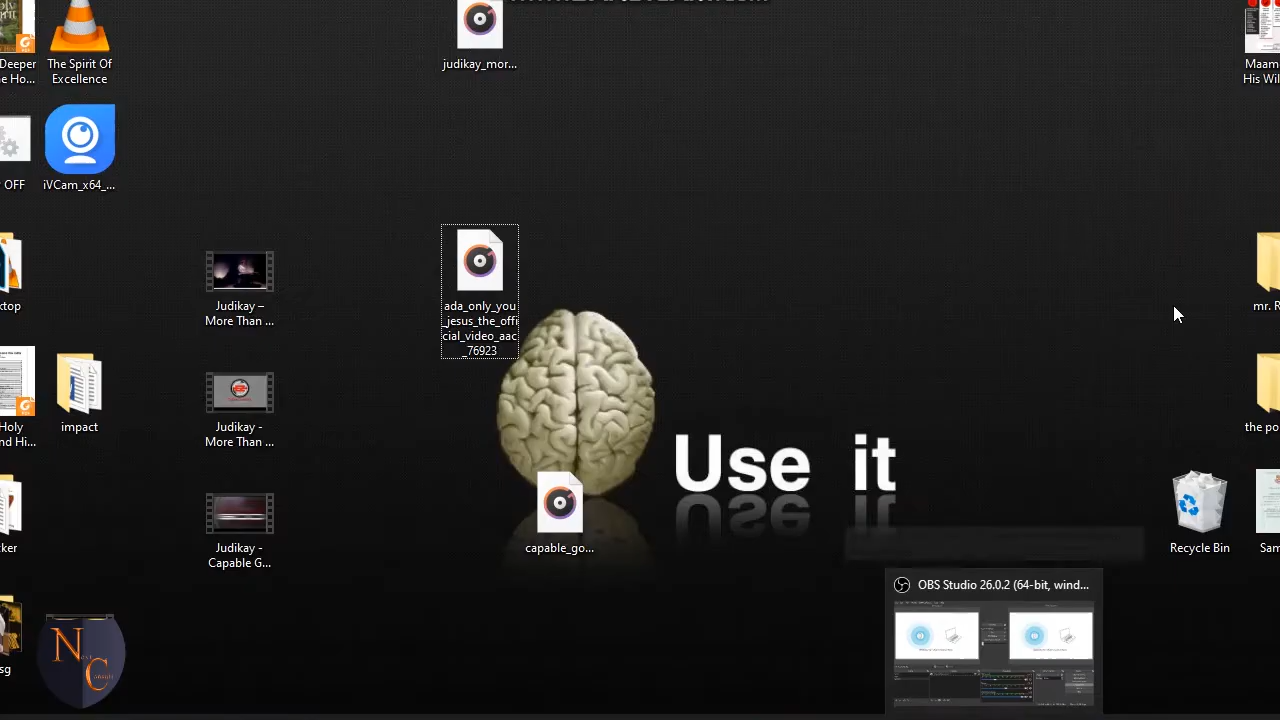 Deeper
e Ho...
The Spirit Of
Excellence
judikay_mor...
Maam
His Wil
OFF
iVCam_x64_...
ktop
Judikay –
More Than ...
ada_only_you
_jesus_the_offi
cial_video_aac
_76923
mr. R
Holy
nd Hi...
impact
Judikay -
More Than ...
Use it
the po
cker
Judikay -
Capable G...
capable_go...
Recycle Bin
Sam
OBS Studio 26.0.2 (64-bit, wind...
sg
N
C